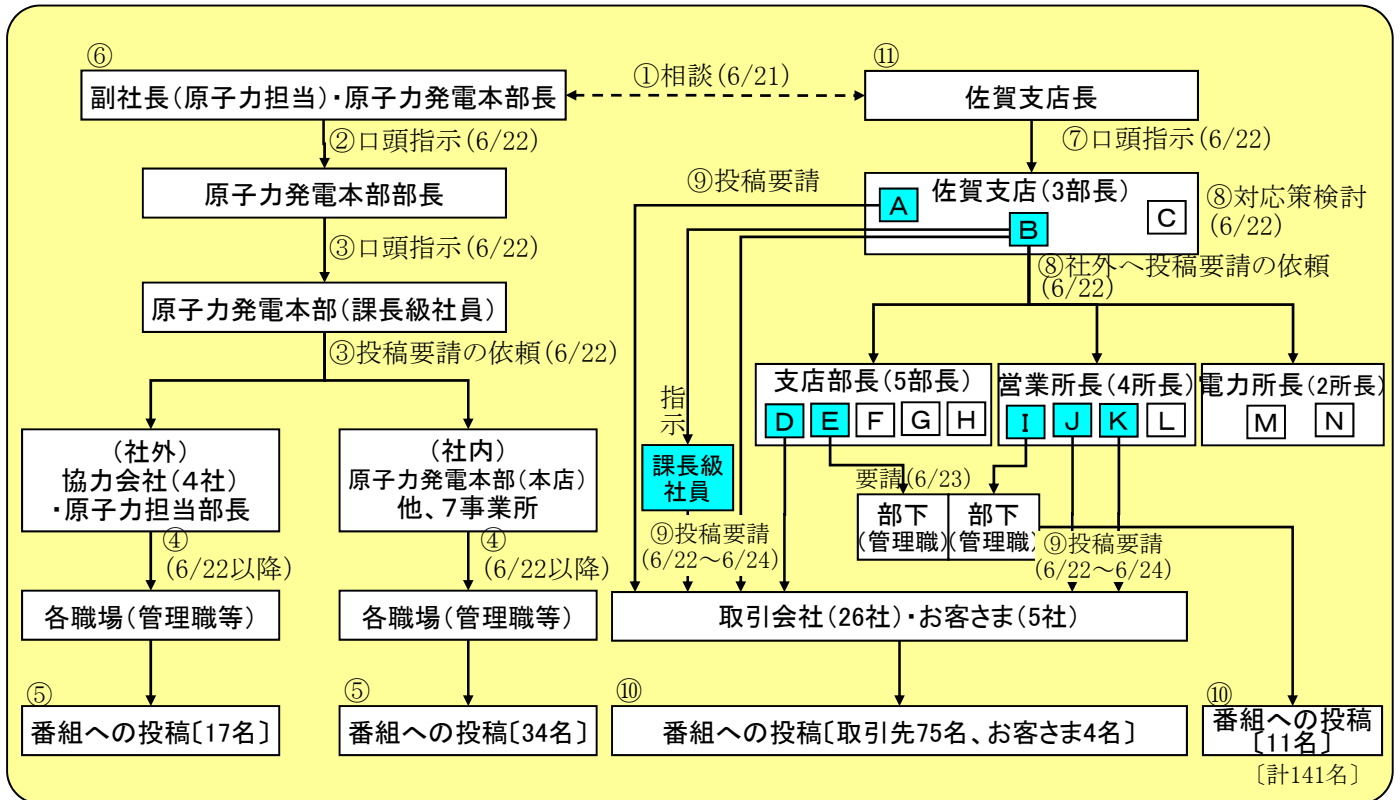 ⑥
副社長(原子力担当)・原子力発電本部長
①相談(6/21)
⑪
佐賀支店長
②口頭指示(6/22)
⑦口頭指示(6/22)
原子力発電本部部長
⑨投稿要請
佐賀支店(3部長)
A
B
C
⑧対応策検討
(6/22)
③口頭指示(6/22)
⑧社外へ投稿要請の依頼
(6/22)
原子力発電本部(課長級社員)
③投稿要請の依頼(6/22)
支店部長(5部長)
D E F G H
営業所長(4所長)
I J K L
電力所長(2所長)
M N
指示
課長級
社員
(社外)
協力会社(4社)
・原子力担当部長
(社内)
原子力発電本部(本店)
他、7事業所
要請(6/23)
部下
(管理職)
部下
(管理職)
④
(6/22以降)
④
(6/22以降)
⑨投稿要請
(6/22～6/24)
⑨投稿要請
(6/22～6/24)
各職場(管理職等)
各職場(管理職等)
取引会社(26社)・お客さま(5社)
⑤
番組への投稿〔17名〕
⑤
番組への投稿〔34名〕
⑩
番組への投稿〔取引先75名、お客さま4名〕
⑩
番組への投稿
〔11名〕
〔計141名〕